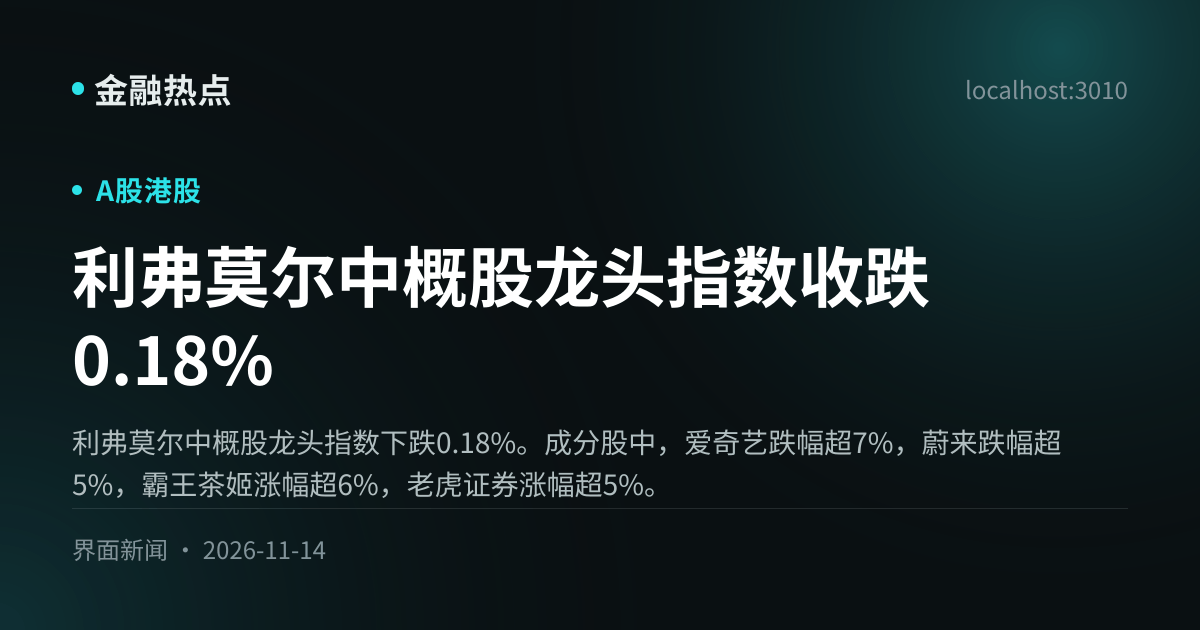 金融热点
localhost:3010
A股港股
利弗莫尔中概股龙头指数收跌
0.18%
利弗莫尔中概股龙头指数下跌0.18%。成分股中，爱奇艺跌幅超7%，蔚来跌幅超
5%，霸王茶姬涨幅超6%，老虎证券涨幅超5%。
界面新闻 · 2026-11-14